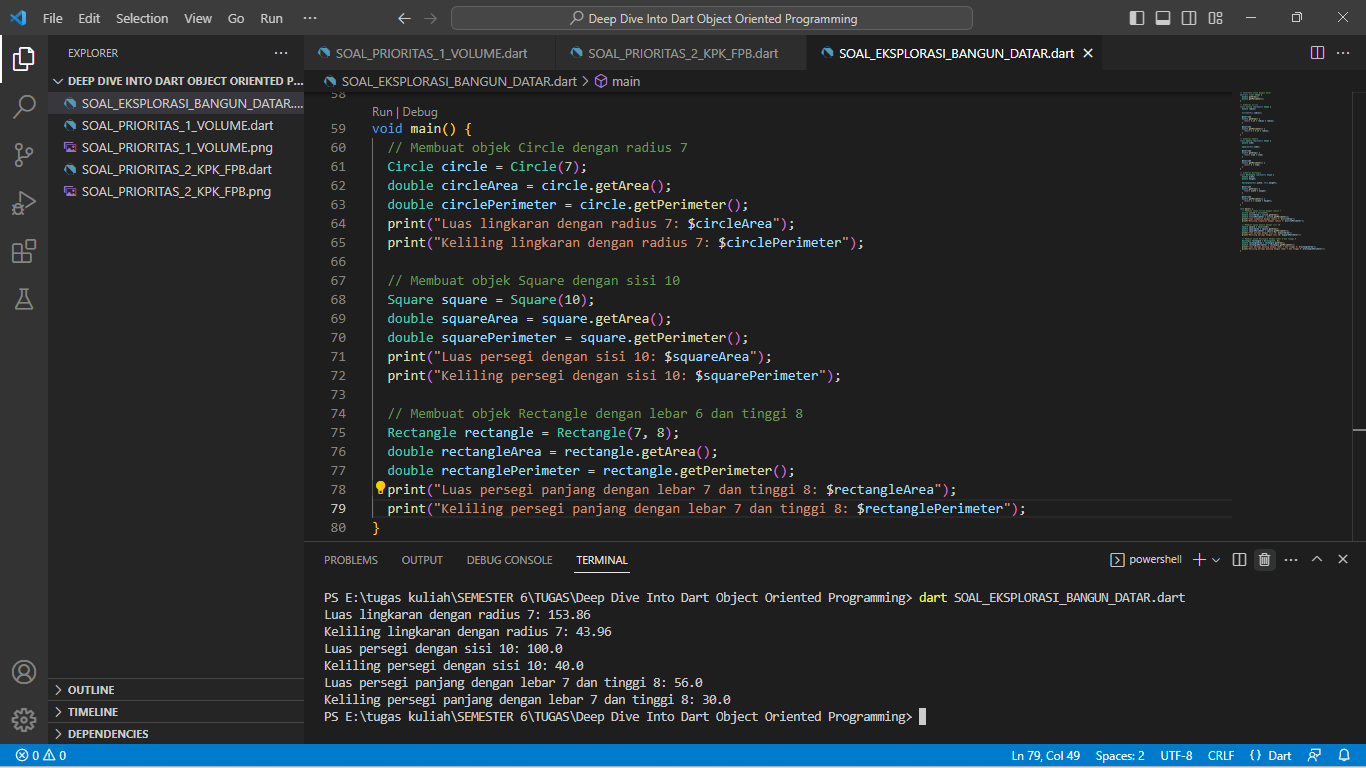 File Edit Selection View Go Run ··· Deep Dive Into Dart Object Oriented Programming
EXPLORER ···
DEEP DIVE INTO DART OBJECT ORIENTED P...
SOAL_EKSPLORASI_BANGUN_DATAR....
SOAL_PRIORITAS_1_VOLUME.dart
SOAL_PRIORITAS_1_VOLUME.png
SOAL_PRIORITAS_2_KPK_FPB.dart
SOAL_PRIORITAS_2_KPK_FPB.png
OUTLINE
TIMELINE
DEPENDENCIES
SOAL_PRIORITAS_1_VOLUME.dart SOAL_PRIORITAS_2_KPK_FPB.dart SOAL_EKSPLORASI_BANGUN_DATAR.dart
SOAL_EKSPLORASI_BANGUN_DATAR.dart > main
58
Run | Debug
59 void main() {
60 // Membuat objek Circle dengan radius 7
61 Circle circle = Circle(7);
62 double circleArea = circle.getArea();
63 double circlePerimeter = circle.getPerimeter();
64 print("Luas lingkaran dengan radius 7: $circleArea");
65 print("Keliling lingkaran dengan radius 7: $circlePerimeter");
66
67 // Membuat objek Square dengan sisi 10
68 Square square = Square(10);
69 double squareArea = square.getArea();
70 double squarePerimeter = square.getPerimeter();
71 print("Luas persegi dengan sisi 10: $squareArea");
72 print("Keliling persegi dengan sisi 10: $squarePerimeter");
73
74 // Membuat objek Rectangle dengan lebar 6 dan tinggi 8
75 Rectangle rectangle = Rectangle(7, 8);
76 double rectangleArea = rectangle.getArea();
77 double rectanglePerimeter = rectangle.getPerimeter();
78 print("Luas persegi panjang dengan lebar 7 dan tinggi 8: $rectangleArea");
79 print("Keliling persegi panjang dengan lebar 7 dan tinggi 8: $rectanglePerimeter");
80 }
PROBLEMS OUTPUT DEBUG CONSOLE TERMINAL powershell
PS E:\tugas kuliah\SEMESTER 6\TUGAS\Deep Dive Into Dart Object Oriented Programming> dart SOAL_EKSPLORASI_BANGUN_DATAR.dart
Luas lingkaran dengan radius 7: 153.86
Keliling lingkaran dengan radius 7: 43.96
Luas persegi dengan sisi 10: 100.0
Keliling persegi dengan sisi 10: 40.0
Luas persegi panjang dengan lebar 7 dan tinggi 8: 56.0
Keliling persegi panjang dengan lebar 7 dan tinggi 8: 30.0
PS E:\tugas kuliah\SEMESTER 6\TUGAS\Deep Dive Into Dart Object Oriented Programming>
0 0 Ln 79, Col 49 Spaces: 2 UTF-8 CRLF {} Dart